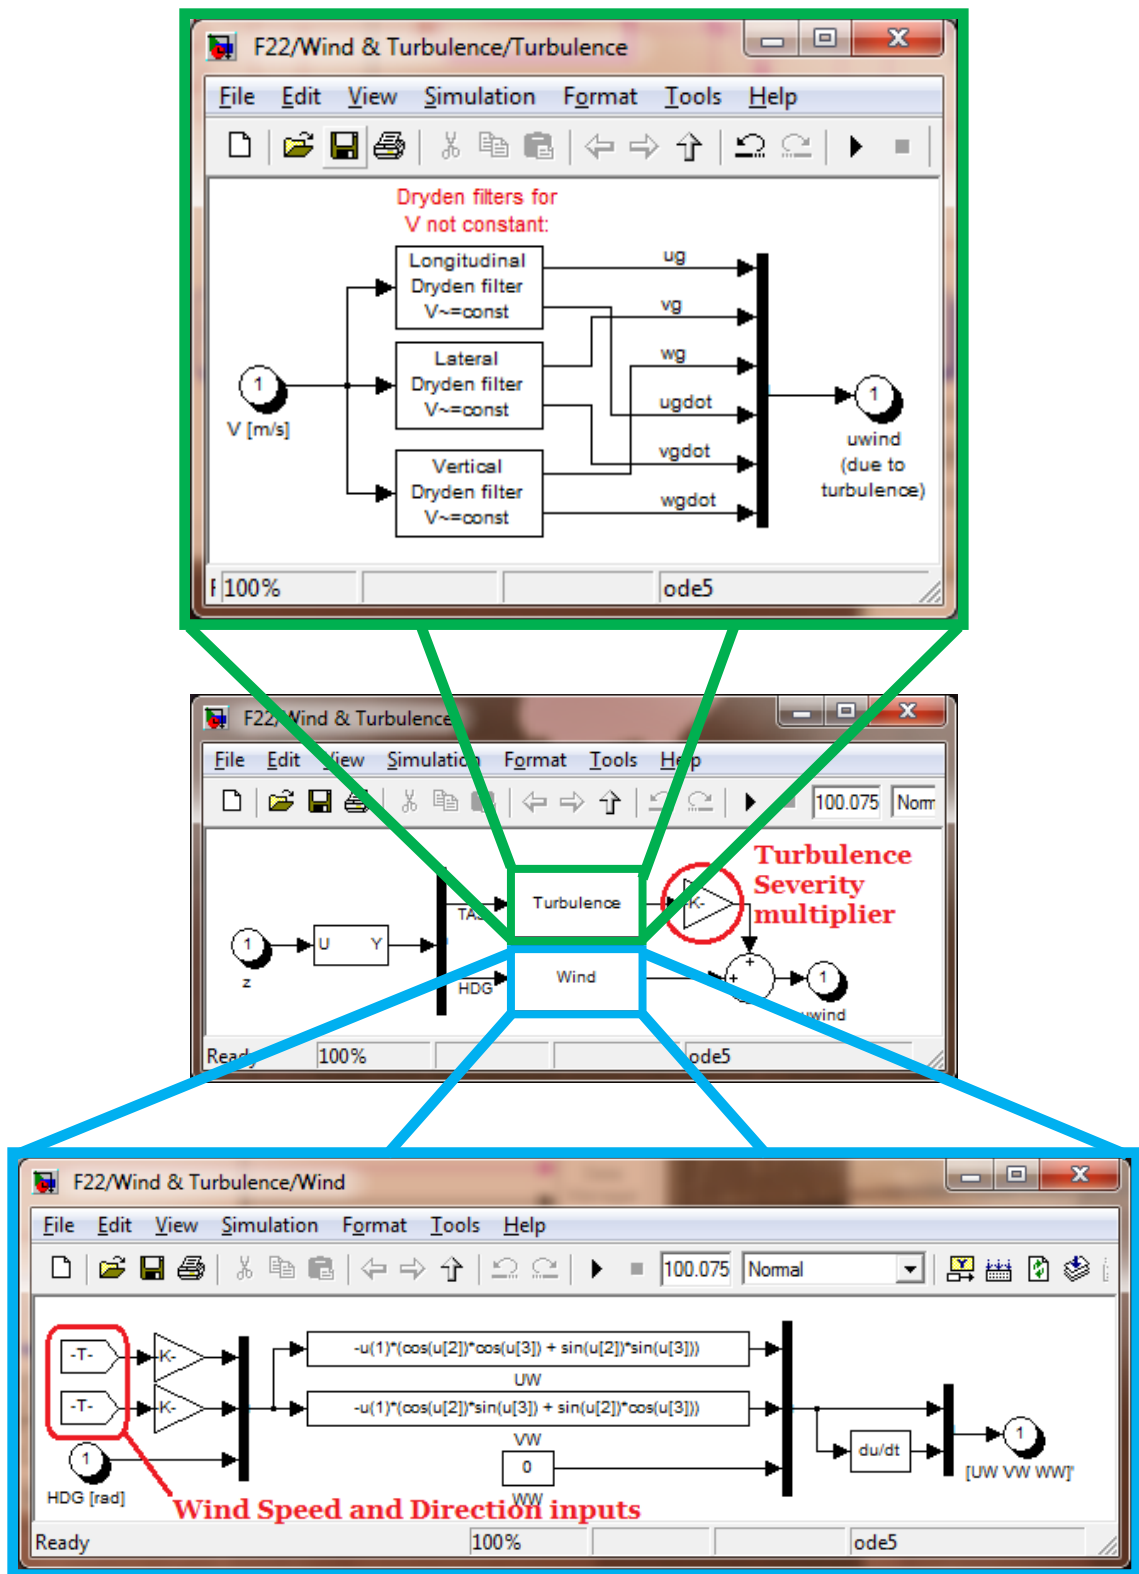 F22/Wind & Turbulence/Turbulence
File Edit View Simulation Format Tools Help
Dryden filters for
V not constant:
Longitudinal
Dryden filter
V~=const
Lateral
Dryden filter
V~=const
Vertical
Dryden filter
V~=const
1
V [m/s]
ug
vg
wg
ugdot
vgdot
wgdot
1
uwind
(due to
turbulence)
100%
ode5
F22/Wind & Turbulence
File Edit View Simulation Format Tools Help
100.075
Norm
1
z
U Y
TAS
HDG
Turbulence
Wind
-K-
Turbulence
Severity
multiplier
+
+
1
uwind
Ready
100%
ode5
F22/Wind & Turbulence/Wind
File Edit View Simulation Format Tools Help
100.075 Normal
-T-
-K-
-T-
-K-
1
HDG [rad]
-u(1)*(cos(u[2])*cos(u[3]) + sin(u[2])*sin(u[3]))
UW
-u(1)*(cos(u[2])*sin(u[3]) + sin(u[2])*cos(u[3]))
VW
0
WW
du/dt
1
[UW VW WW]'
Wind Speed and Direction inputs
Ready
100%
ode5